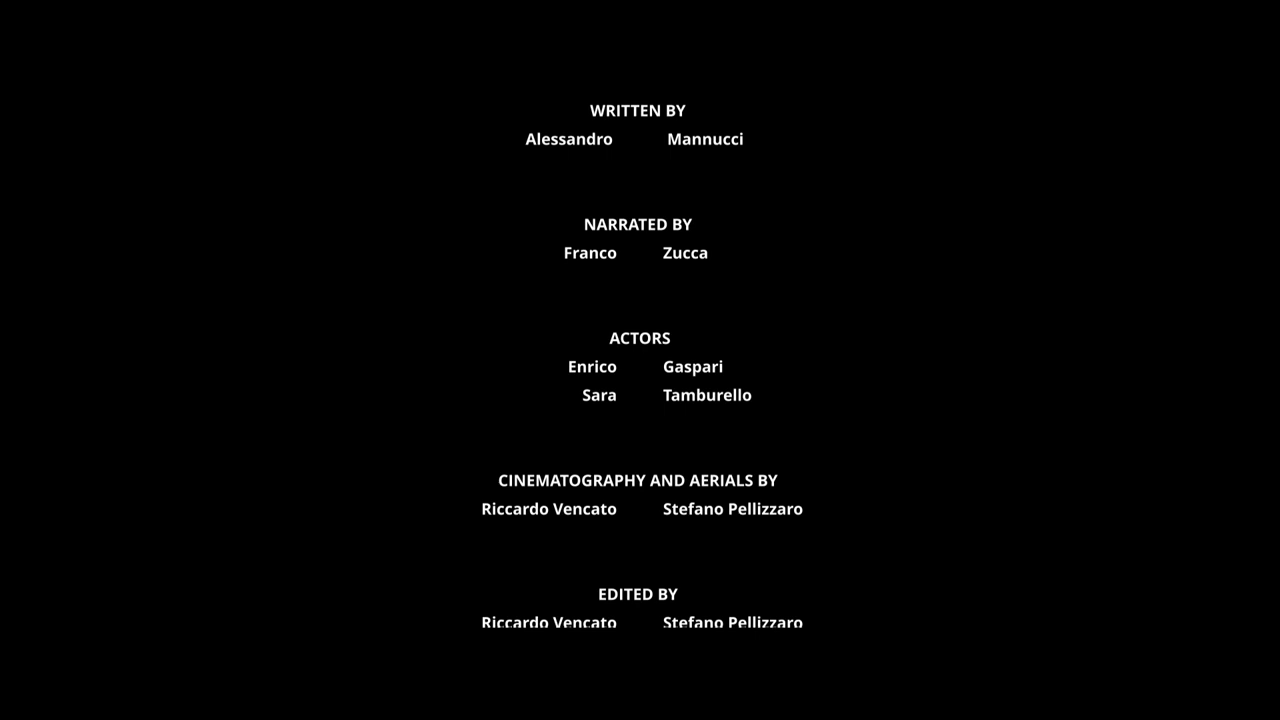 WRITTEN BY
Alessandro Mannucci
NARRATED BY
Franco Zucca
ACTORS
Enrico Gaspari
Sara Tamburello
CINEMATOGRAPHY AND AERIALS BY
Riccardo Vencato Stefano Pellizzaro
EDITED BY
Riccardo Vencato Stefano Pellizzaro